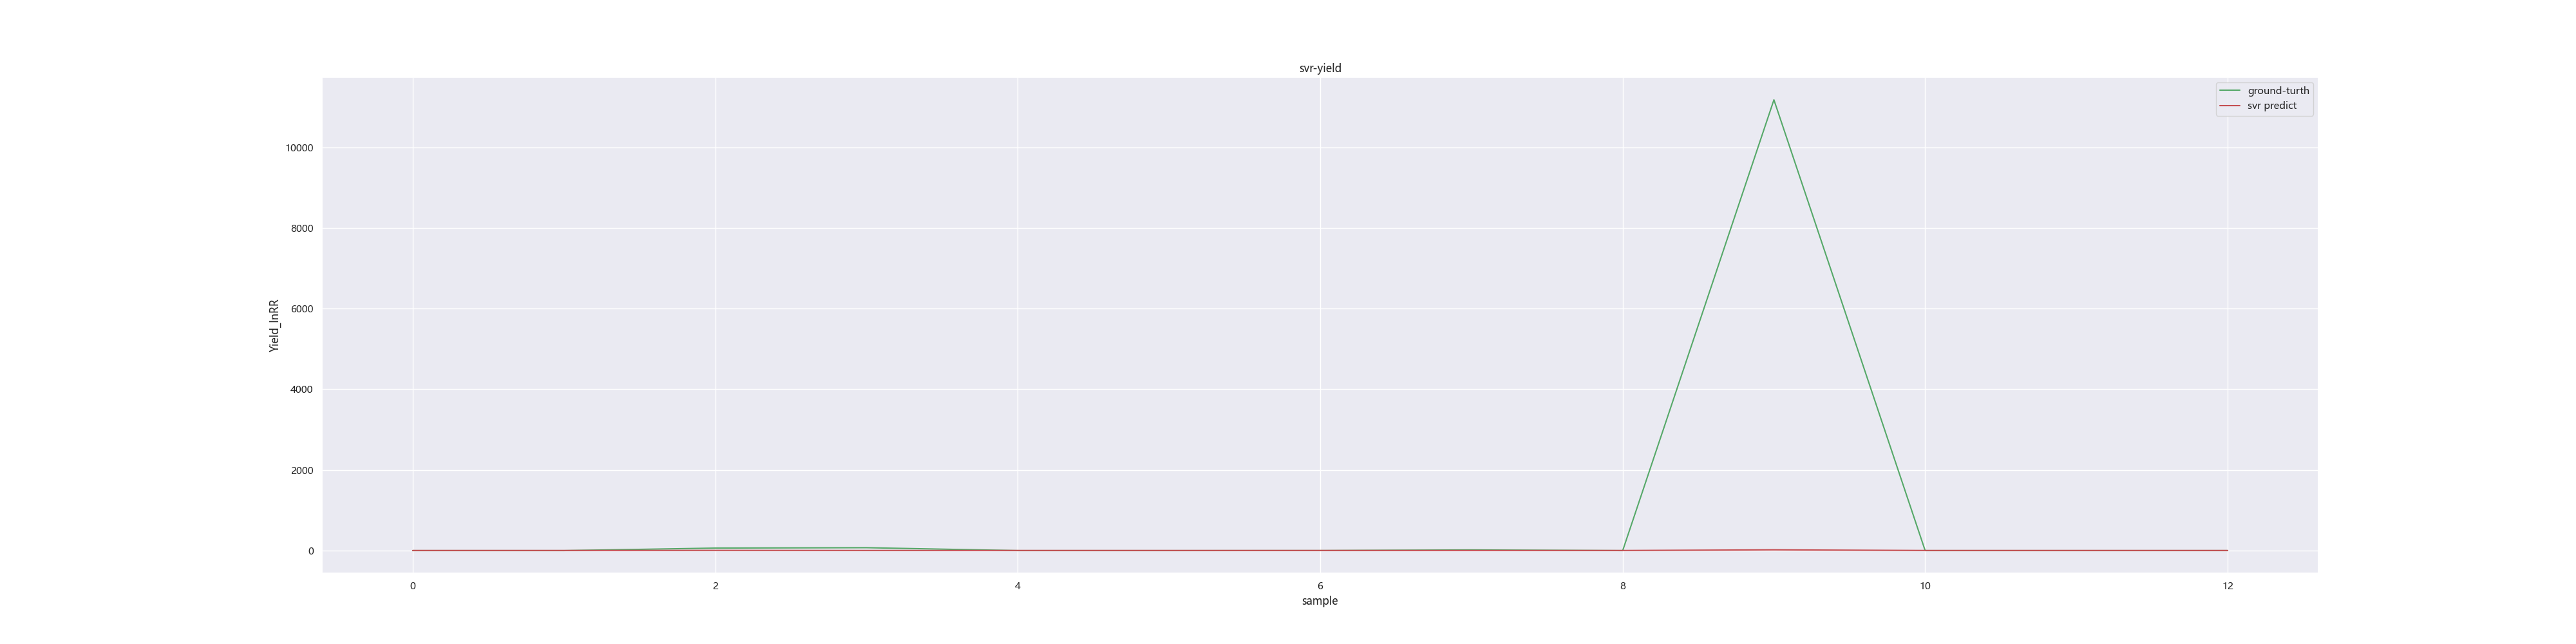 svr-yield
ground-turth
svr predict
10000
8000
6000
4000
2000
0
Yield_lnRR
0 2 4 6 8 10 12
sample